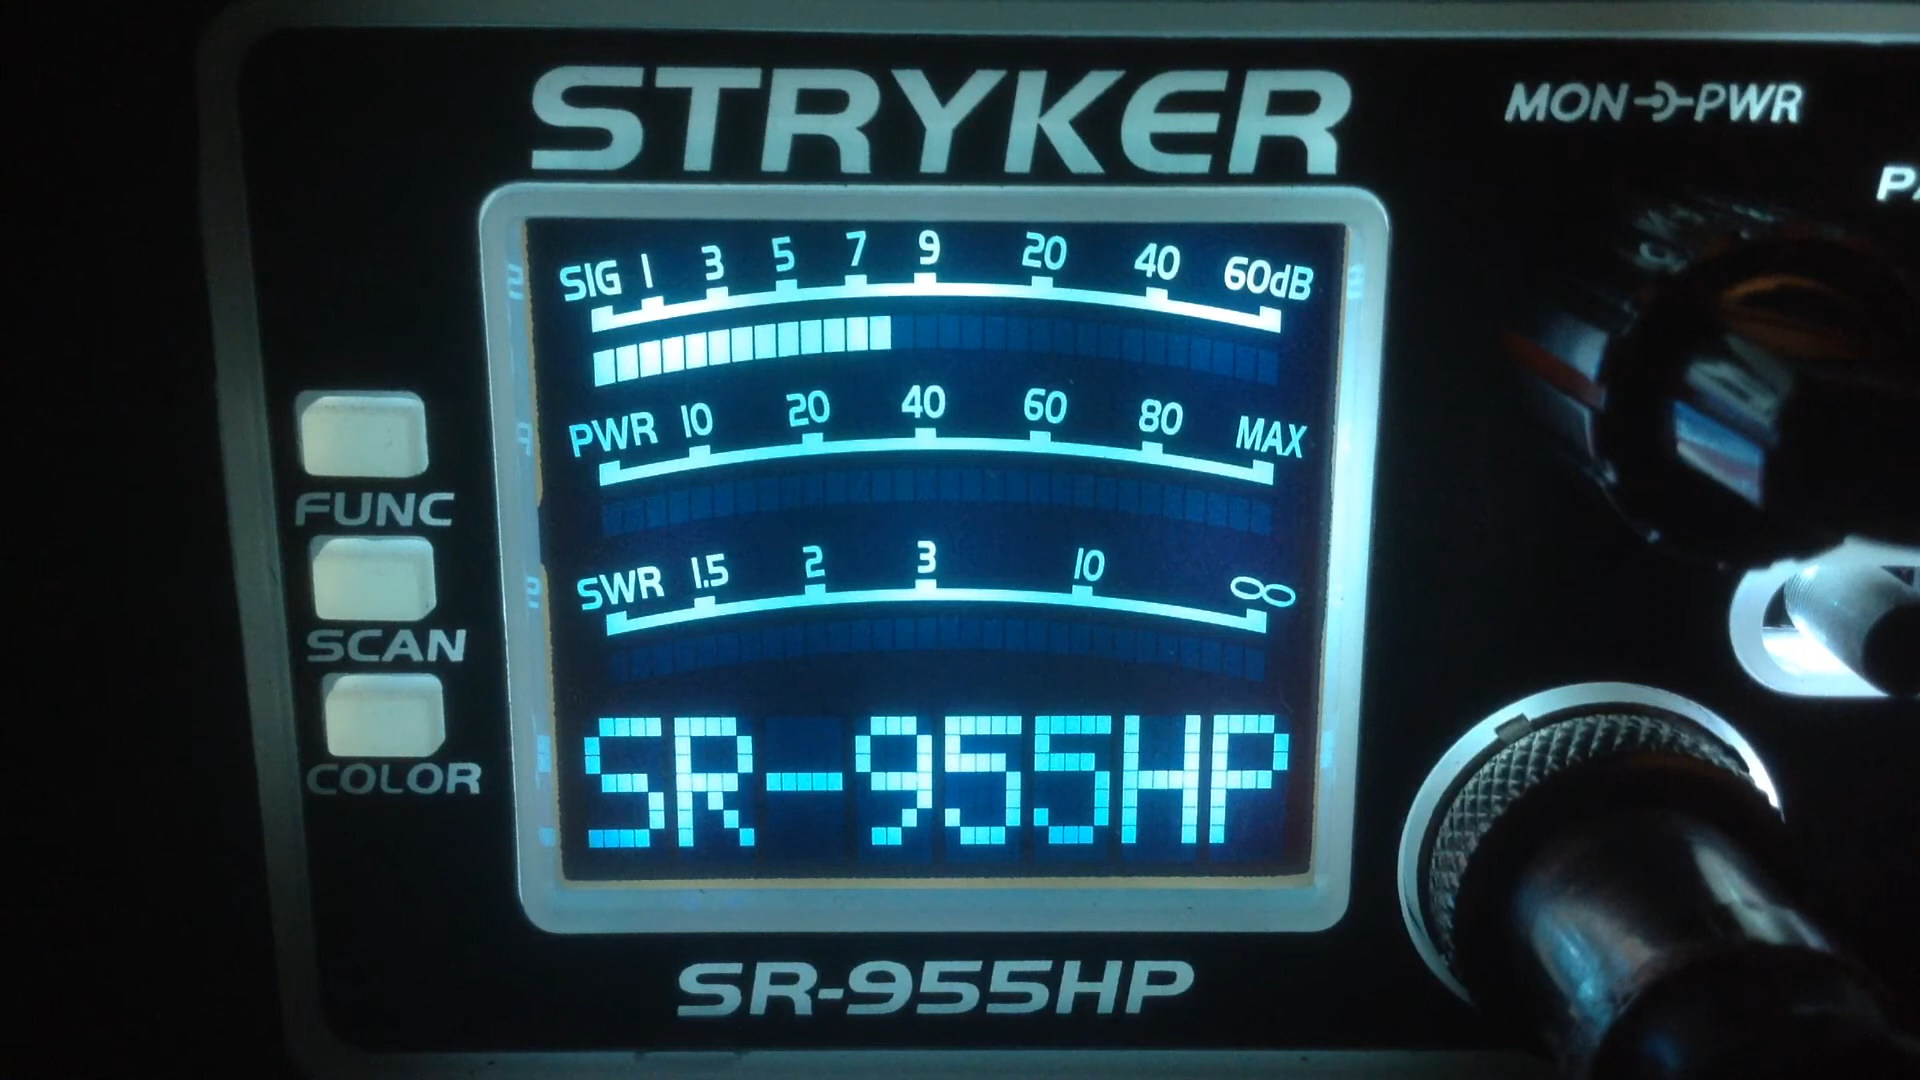 STRYKER
MON PWR
SIG 1 3 5 7 9 20 40 60dB
PWR 10 20 40 60 80 MAX
SWR 1.5 2 3 10 ∞
FUNC
SCAN
COLOR
SR-955HP
SR-955HP